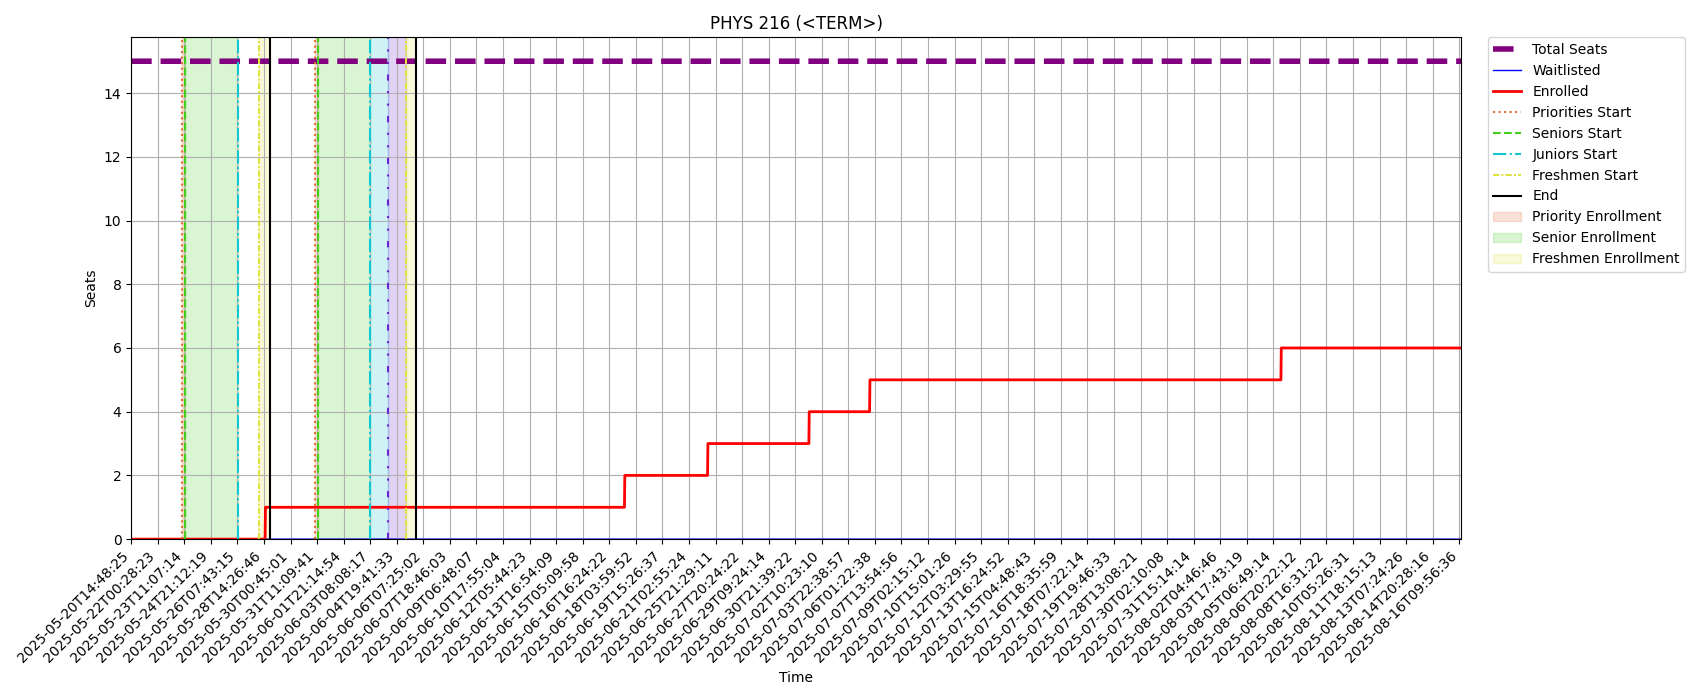 PHYS 216 (<TERM>)
Seats
14
12
10
8
6
4
2
0
2025-05-20T14:48:25
2025-05-22T00:28:23
2025-05-23T11:07:14
2025-05-24T21:12:19
2025-05-26T07:43:15
2025-05-28T14:26:46
2025-05-30T00:45:01
2025-05-31T11:09:41
2025-06-01T21:14:54
2025-06-03T08:08:17
2025-06-04T19:41:33
2025-06-06T07:25:02
2025-06-07T18:46:03
2025-06-09T06:48:07
2025-06-10T17:55:04
2025-06-12T05:44:23
2025-06-13T16:54:09
2025-06-15T05:09:58
2025-06-16T16:24:22
2025-06-18T03:59:52
2025-06-19T15:26:37
2025-06-21T02:55:24
2025-06-25T21:29:11
2025-06-27T20:24:22
2025-06-29T09:24:14
2025-06-30T21:39:22
2025-07-02T10:23:10
2025-07-03T22:38:57
2025-07-06T01:22:38
2025-07-07T13:54:56
2025-07-09T02:15:12
2025-07-10T15:01:26
2025-07-12T03:29:55
2025-07-13T16:24:52
2025-07-15T04:48:43
2025-07-16T18:35:59
2025-07-18T07:22:14
2025-07-19T19:46:33
2025-07-28T13:08:21
2025-07-30T02:10:08
2025-07-31T15:14:14
2025-08-02T04:46:46
2025-08-03T17:43:19
2025-08-05T06:49:14
2025-08-06T20:22:12
2025-08-08T16:31:22
2025-08-10T05:26:31
2025-08-11T18:15:13
2025-08-13T07:24:26
2025-08-14T20:28:16
2025-08-16T09:56:36
Time
Total Seats
Waitlisted
Enrolled
Priorities Start
Seniors Start
Juniors Start
Freshmen Start
End
Priority Enrollment
Senior Enrollment
Freshmen Enrollment